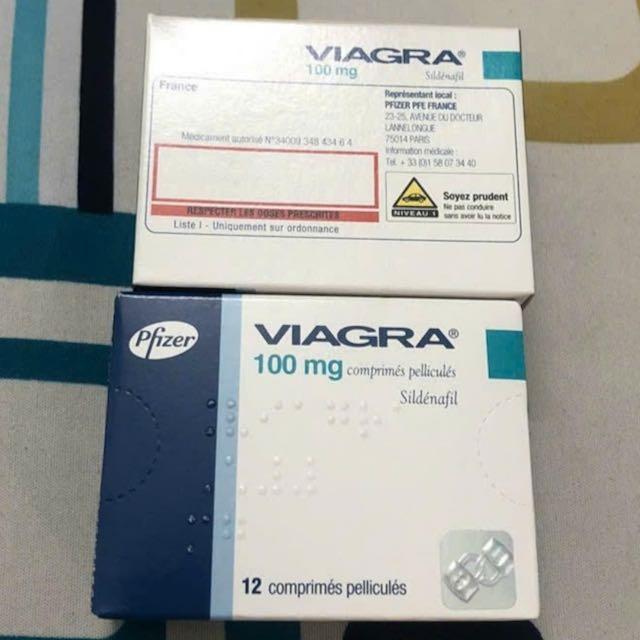 VIAGRA®
100 mg
Sildénafil
France
Médicament autorisé N°34009 348 434 6 4
RESPECTER LES DOSES PRESCRITES
Liste I - Uniquement sur ordonnance
Représentant local :
PFIZER PFE FRANCE
23-25, AVENUE DU DOCTEUR
LANNELONGUE
75014 PARIS
Information médicale :
Tél. + 33 (0)1 58 07 34 40
NIVEAU 1
Soyez prudent
Ne pas conduire
sans avoir lu la notice
Pfizer
VIAGRA®
100 mg comprimés pelliculés
Sildénafil
12 comprimés pelliculés